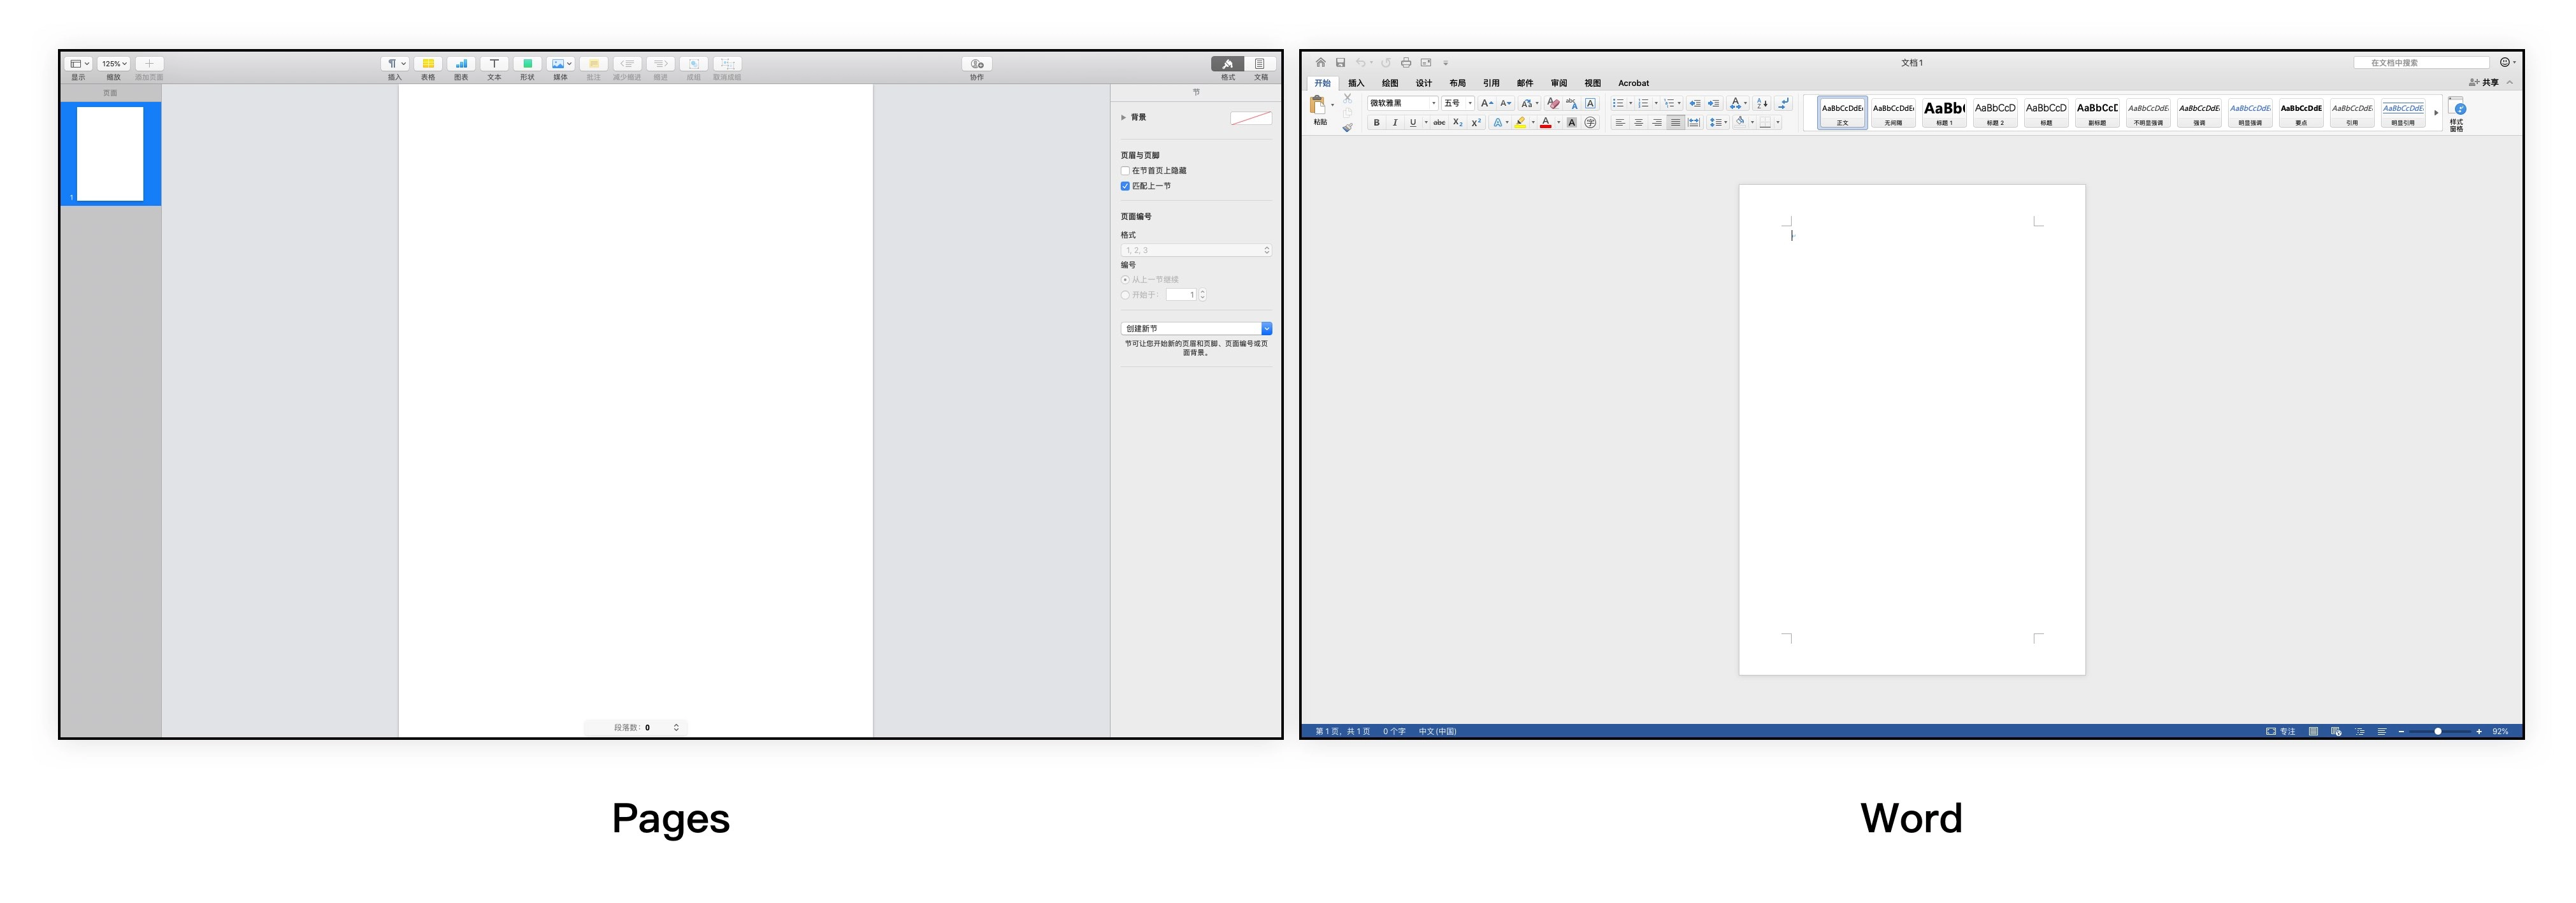 125%
显示 缩放 添加页面 插入 表格 图表 文本 形状 媒体 批注 减少缩进 缩进 成组 取消成组 协作 格式 文稿
页面
1
节
背景
页眉与页脚
在节首页上隐藏
匹配上一节
页面编号
格式
1, 2, 3
编号
从上一节继续
开始于: 1
创建新节
节可让您开始新的页眉和页脚、页面编号或页
面背景。
段落数: 0
Pages
文档1
在文档中搜索
开始 插入 绘图 设计 布局 引用 邮件 审阅 视图 Acrobat
共享
粘贴
微软雅黑 五号
B I U abc X2 X2
AaBbCcDdE AaBbCcDdE AaBb( AaBbCcD AaBbCcD AaBbCcD AaBbCcDdE AaBbCcDdE AaBbCcDdE AaBbCcDdE AaBbCcDdE AaBbCcDdE
正文 无间隔 标题 1 标题 2 标题 副标题 不明显强调 强调 明显强调 要点 引用 明显引用
样式
窗格
第1页，共1页 0个字 中文(中国) 专注 92%
Word